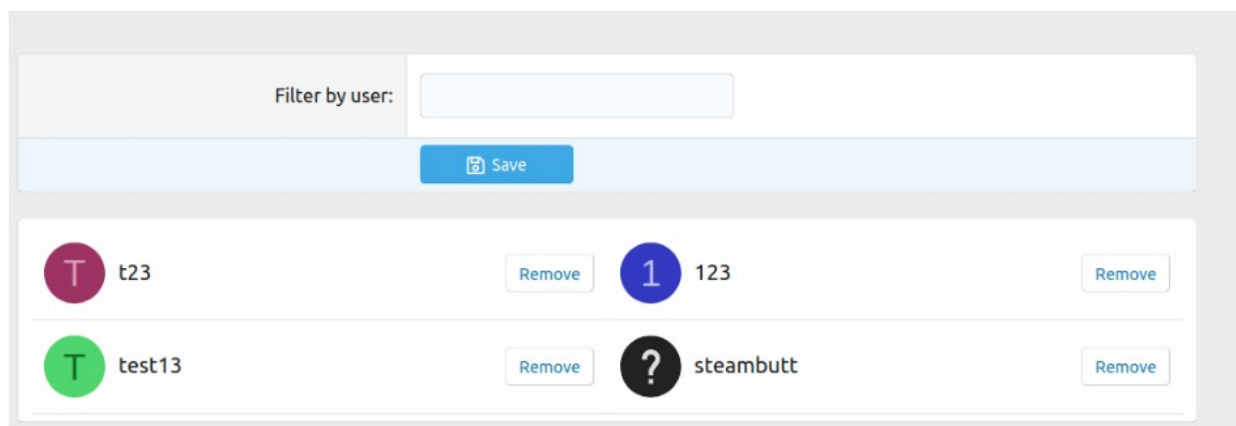 Filter by user:
Save
T t23 Remove 1 123 Remove
T test13 Remove ? steambutt Remove